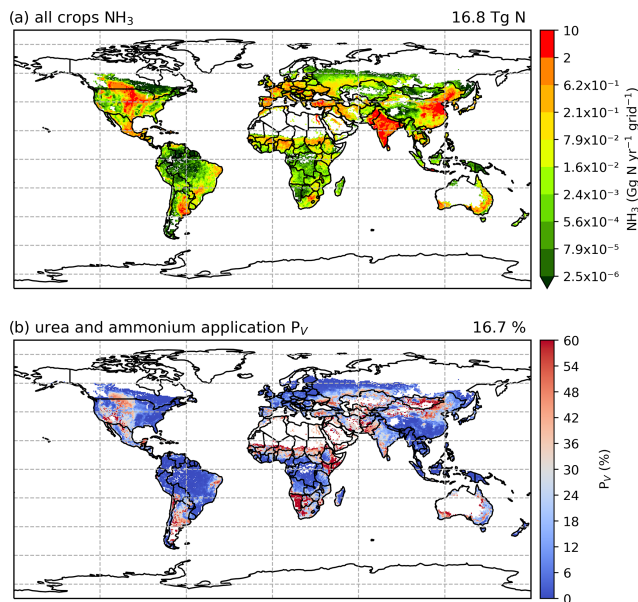 (a) all crops NH₃ 16.8 Tg N
10
2
6.2x10⁻¹
2.1x10⁻¹
7.9x10⁻²
1.6x10⁻²
2.4x10⁻³
5.6x10⁻⁴
7.9x10⁻⁵
2.5x10⁻⁶
NH₃ (Gg N yr⁻¹ grid⁻¹)
(b) urea and ammonium application Pᵥ 16.7 %
60
54
48
42
36
30
24
18
12
6
0
Pᵥ (%)